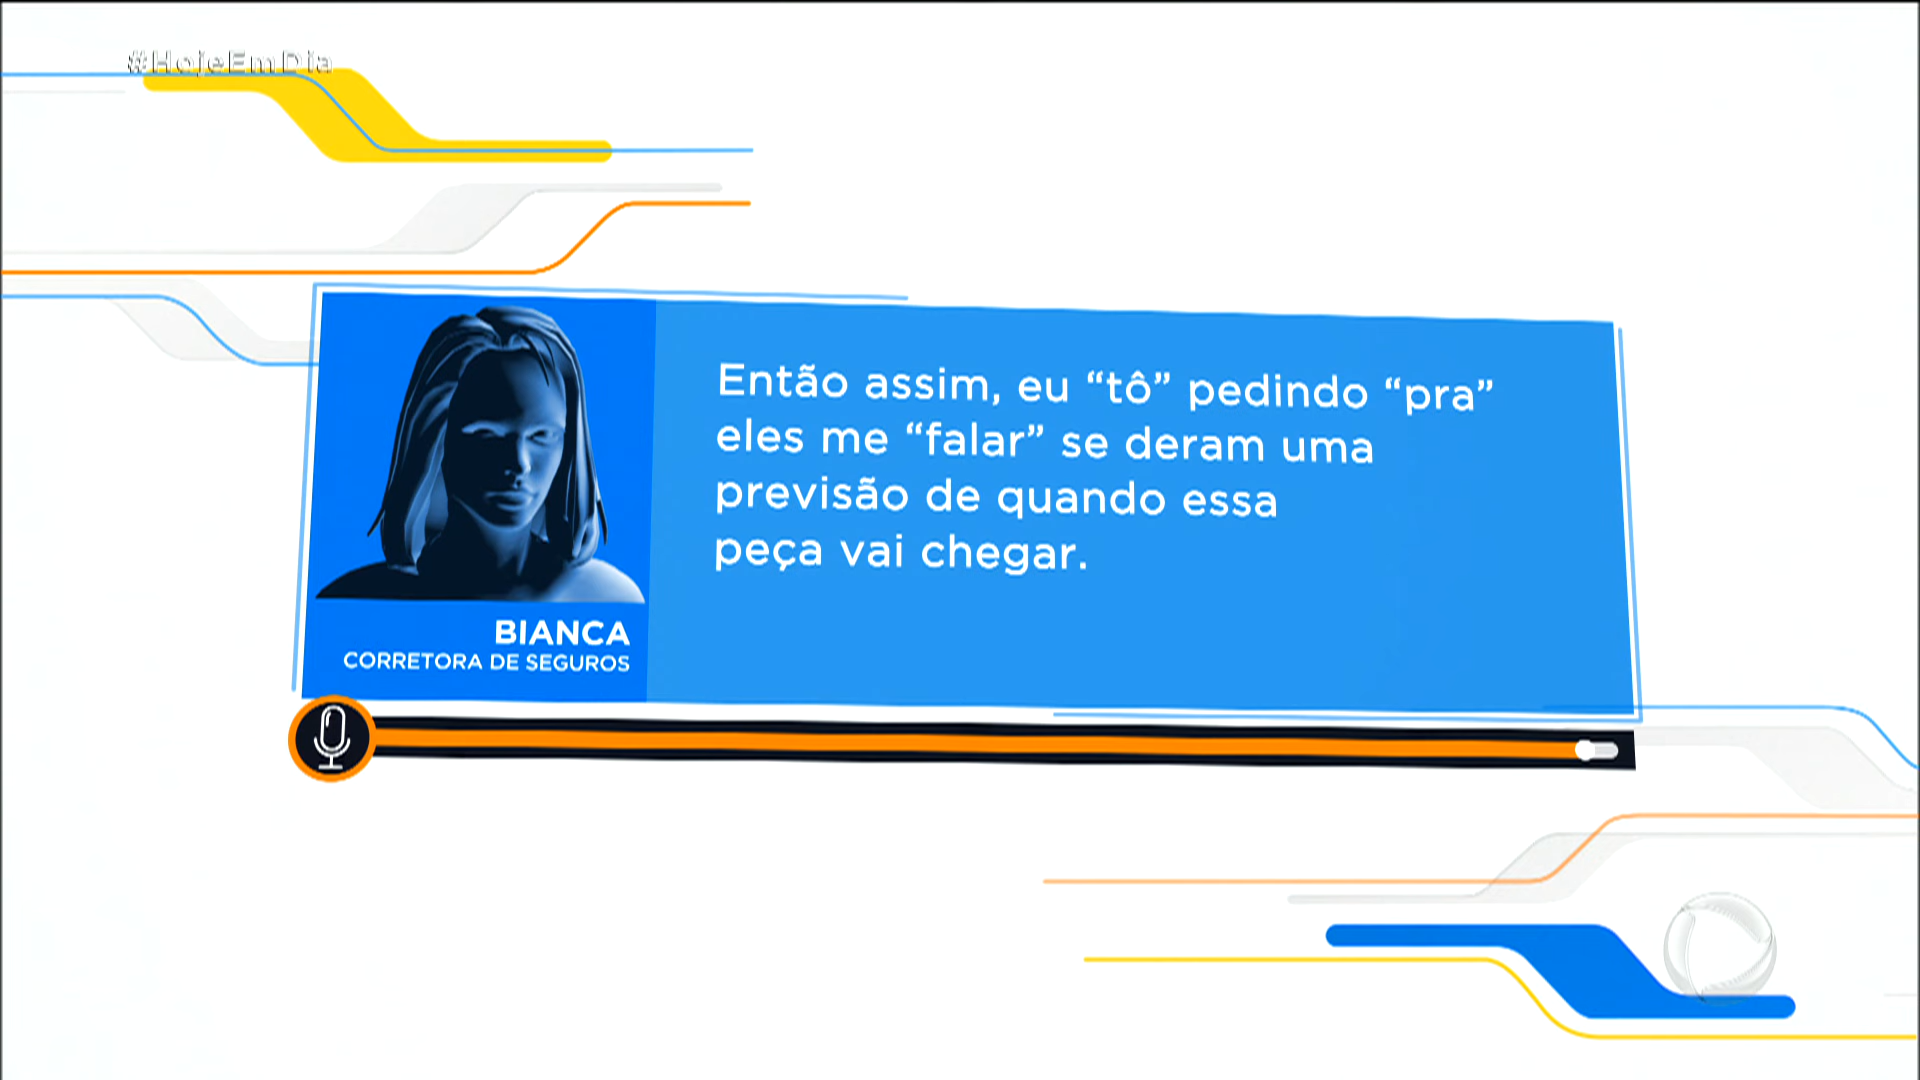 #HojeEmDia
Então assim, eu “tô” pedindo “pra”
eles me “falar” se deram uma
previsão de quando essa
peça vai chegar.
BIANCA
CORRETORA DE SEGUROS